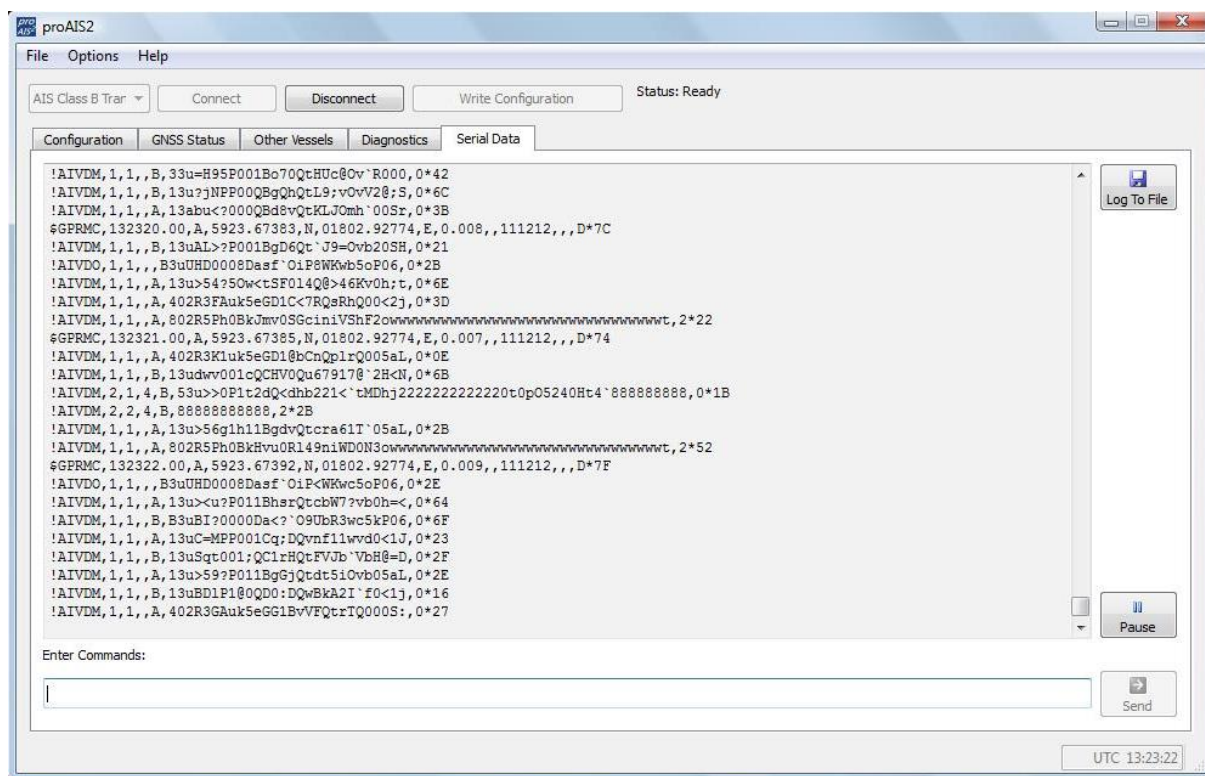 proAIS2
File Options Help
AIS Class B Tran Connect Disconnect Write Configuration Status: Ready
Configuration GNSS Status Other Vessels Diagnostics Serial Data
!AIVDM,1,1,,B,33u=H95P001Bo70QtHUc@Ov`R000,0*42
!AIVDM,1,1,,B,13u?jNPP00QBgQhQtL9;vOvV2@;S,0*6C
!AIVDM,1,1,,A,13abu<?000QBd8vQtKLJOmh`00Sr,0*3B
$GPRMC,132320.00,A,5923.67383,N,01802.92774,E,0.008,,111212,,,D*7C
!AIVDM,1,1,,B,13uAL>?P001BgD6Qt`J9=Ovb20SH,0*21
!AIVDO,1,1,,,B3uUHD0008Dasf`OiP8WKwb5oP06,0*2B
!AIVDM,1,1,,A,13u>54?5Ow<tSF0l4Q@>46Kv0h;t,0*6E
!AIVDM,1,1,,A,402R3FAuk5eGD1C<7RQsRhQ00<2j,0*3D
!AIVDM,1,1,,A,802R5Ph0BkJmv0SGciniVShF2owwwwwwwwwwwwwwwwwwwwwwwwwwwwwwwt,2*22
$GPRMC,132321.00,A,5923.67385,N,01802.92774,E,0.007,,111212,,,D*74
!AIVDM,1,1,,A,402R3K1uk5eGD1@bCnQplrQ005aL,0*0E
!AIVDM,1,1,,B,13udwv001cQCHV0Qu67917@`2H<N,0*6B
!AIVDM,2,1,4,B,53u>>0P1t2dQ<dhb221<`tMDhj2222222222220t0pO5240Ht4`888888888,0*1B
!AIVDM,2,2,4,B,88888888888,2*2B
!AIVDM,1,1,,A,13u>56g1h11BgdvQtcra61T`05aL,0*2B
!AIVDM,1,1,,A,802R5Ph0BkHvu0Rl49niWD0N3owwwwwwwwwwwwwwwwwwwwwwwwwwwwwwwt,2*52
$GPRMC,132322.00,A,5923.67392,N,01802.92774,E,0.009,,111212,,,D*7F
!AIVDO,1,1,,,B3uUHD0008Dasf`OiP<WKwc5oP06,0*2E
!AIVDM,1,1,,A,13u><u?P011BhsrQtcbW7?vb0h=<,0*64
!AIVDM,1,1,,B,B3uBI?0000Da<?`O9UbR3wc5kP06,0*6F
!AIVDM,1,1,,A,13uC=MPP001Cq;DQvnf11wvd0<1J,0*23
!AIVDM,1,1,,B,13uSqt001;QC1rHQtFVJb`VbH@=D,0*2F
!AIVDM,1,1,,A,13u>59?P011BgGjQtdt5iOvb05aL,0*2E
!AIVDM,1,1,,B,13uBD1P1@0QD0:DQwBkA2I`f0<1j,0*16
!AIVDM,1,1,,A,402R3GAuk5eGG1BvVFQtrTQ000S:,0*27
Log To File
Pause
Enter Commands:
Send
UTC 13:23:22